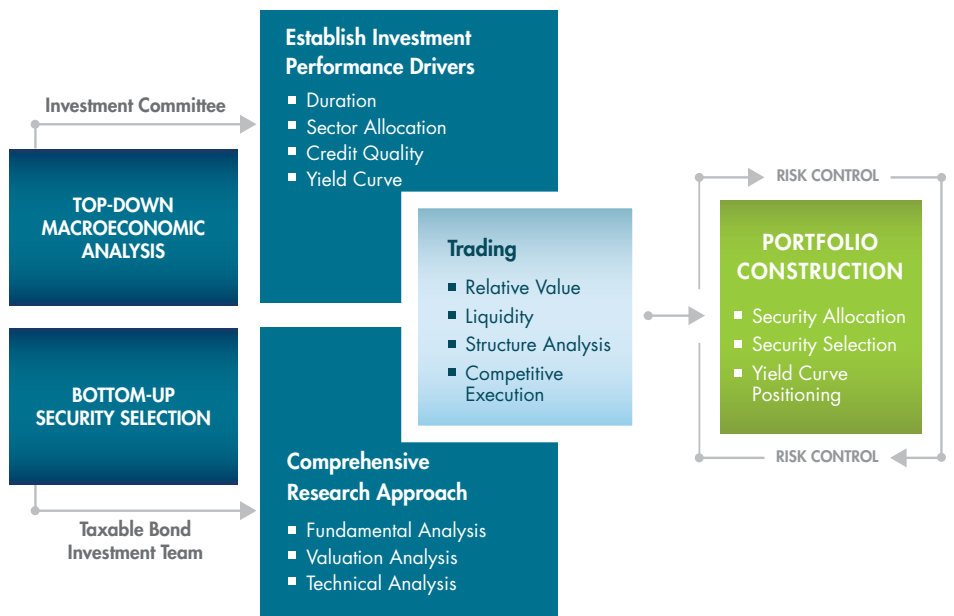 Establish Investment
Performance Drivers
Duration
Sector Allocation
Credit Quality
Yield Curve
Investment Committee
TOP-DOWN
MACROECONOMIC
ANALYSIS
BOTTOM-UP
SECURITY SELECTION
Taxable Bond
Investment Team
Comprehensive
Research Approach
Fundamental Analysis
Valuation Analysis
Technical Analysis
Trading
Relative Value
Liquidity
Structure Analysis
Competitive
Execution
RISK CONTROL
PORTFOLIO
CONSTRUCTION
Security Allocation
Security Selection
Yield Curve
Positioning
RISK CONTROL